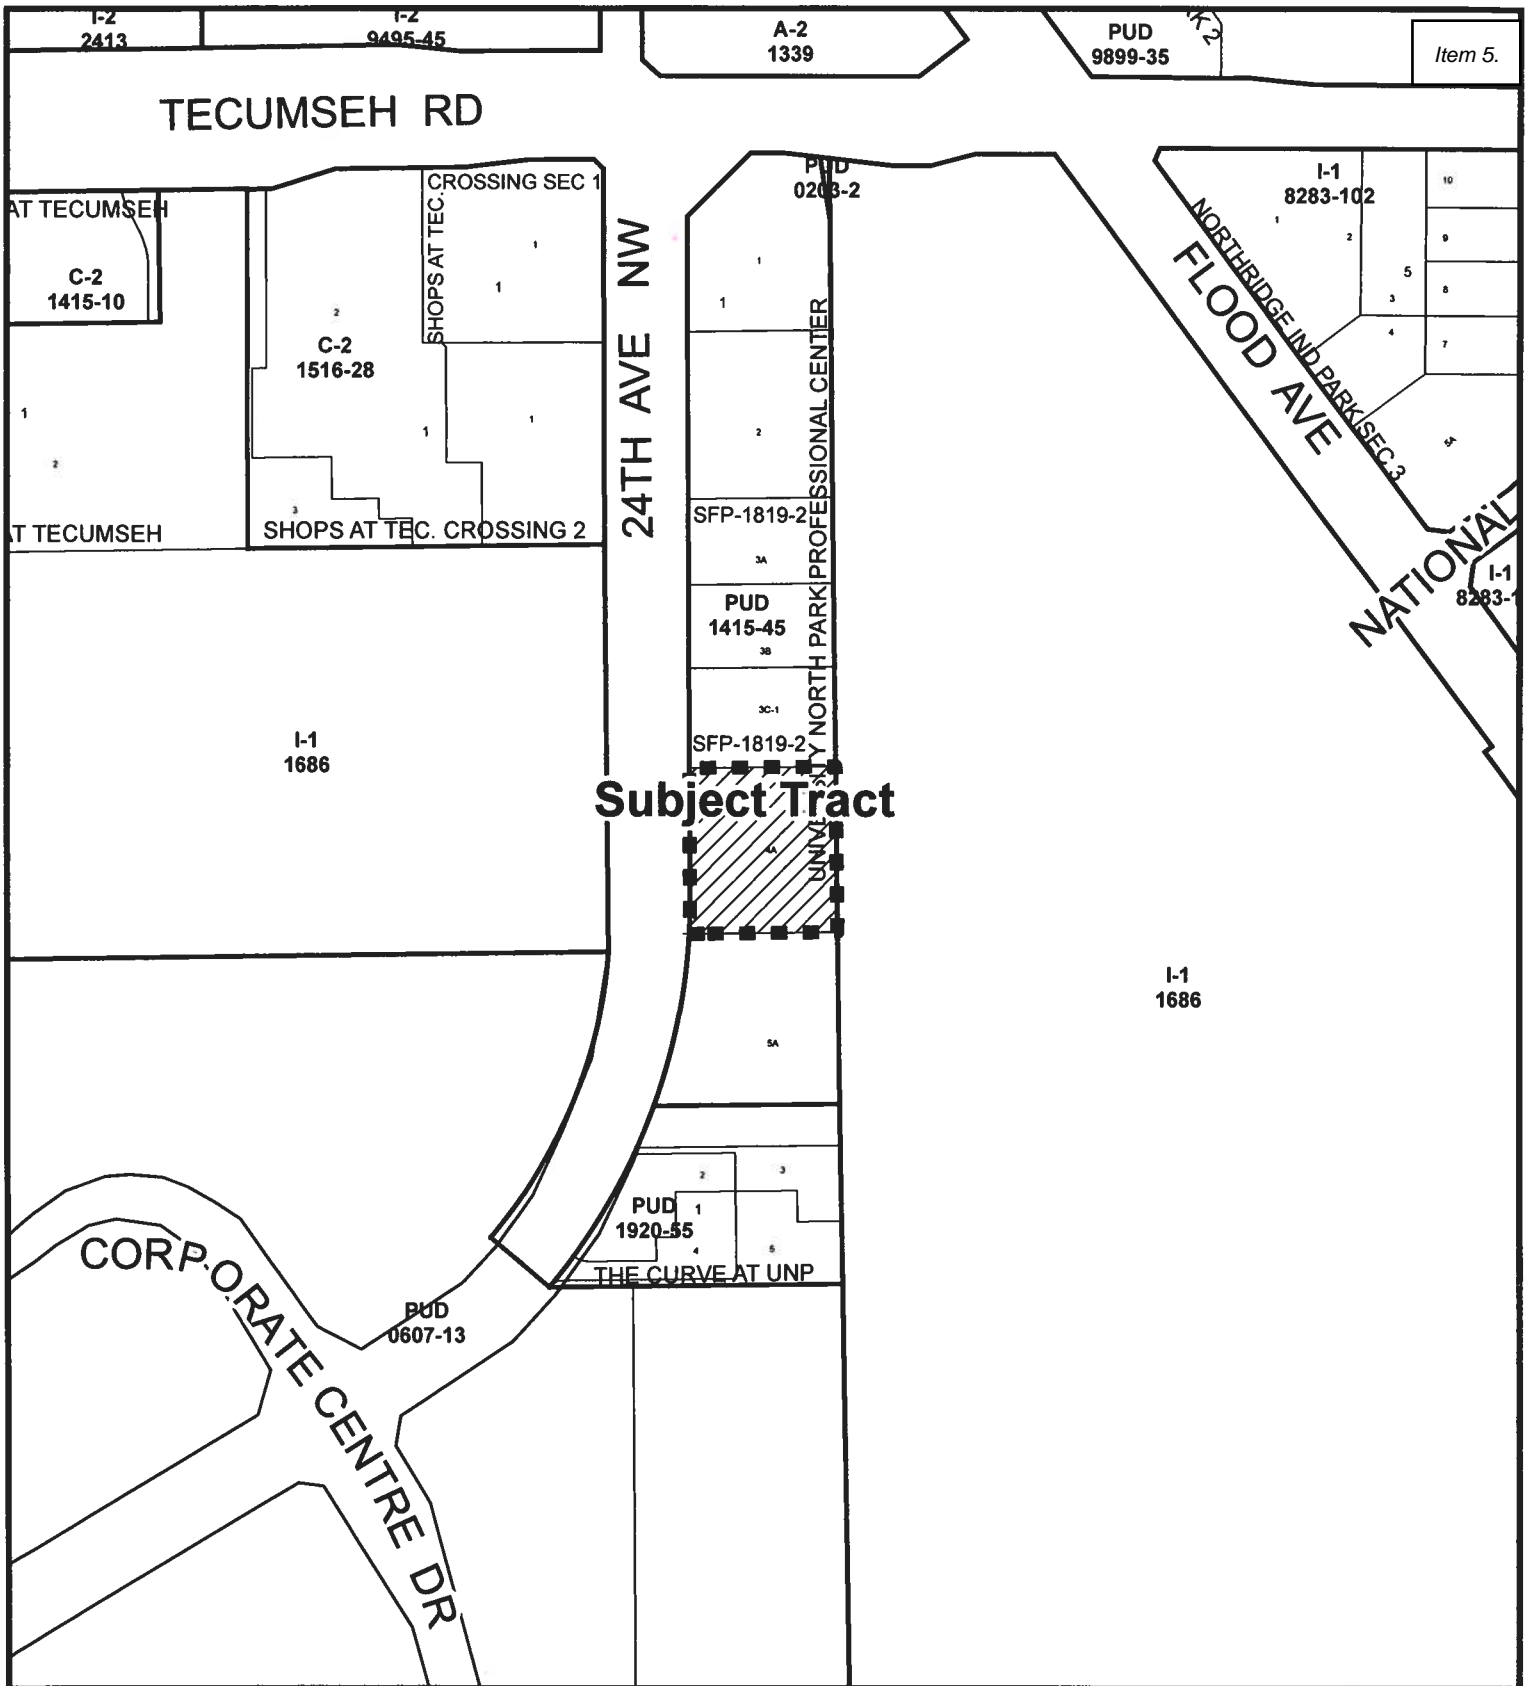 I-2
2413
I-2
9495-45
A-2
1339
PUD
9899-35
K 2
Item 5.
TECUMSEH RD
AT TECUMSEH
C-2
1415-10
CROSSING SEC 1
SHOPS AT TEC.
1
1
2
C-2
1516-28
1
1
1
2
3
AT TECUMSEH
SHOPS AT TEC. CROSSING 2
24TH AVE NW
PUD
0203-2
1
1
2
SFP-1819-2
3A
PUD
1415-45
3B
3C-1
SFP-1819-2
UNIVERSITY NORTH PARK PROFESSIONAL CENTER
I-1
8283-102
1
2
3
4
5
10
9
8
7
5A
NORTHRIDGE IND PARK SEC 3
FLOOD AVE
NATIONAL
I-1
8283-1
I-1
1686
Subject Tract
4A
I-1
1686
5A
2
3
PUD
1920-55
1
4
5
THE CURVE AT UNP
CORPORATE CENTRE DR
PUD
0607-13